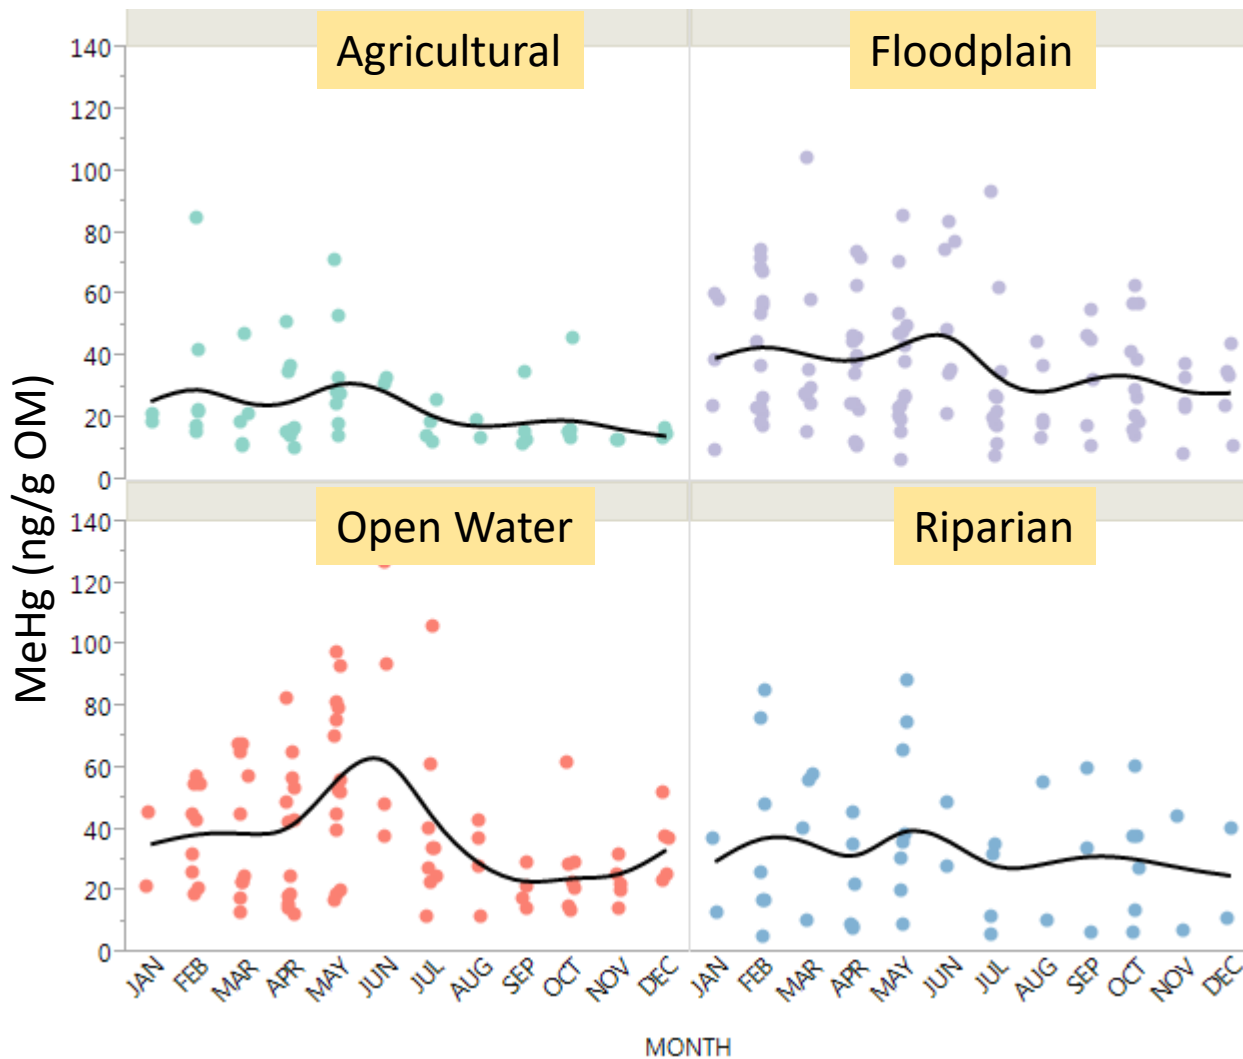 Agricultural
Floodplain
140
120
100
80
60
40
20
0
Open Water
Riparian
140
120
100
80
60
40
20
0
MeHg (ng/g OM)
JAN FEB MAR APR MAY JUN JUL AUG SEP OCT NOV DEC JAN FEB MAR APR MAY JUN JUL AUG SEP OCT NOV DEC
MONTH